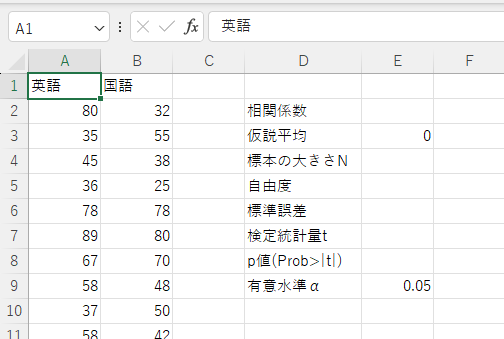 A1 fx 英語
A B C D E F
1 英語 国語
2 80 32 相関係数
3 35 55 仮説平均 0
4 45 38 標本の大きさN
5 36 25 自由度
6 78 78 標準誤差
7 89 80 検定統計量t
8 67 70 p値(Prob>|t|)
9 58 48 有意水準α 0.05
10 37 50
11 58 42